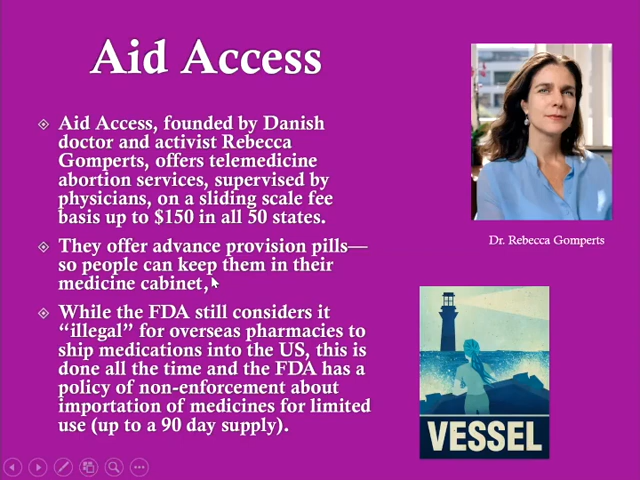 Aid Access
Aid Access, founded by Danish
doctor and activist Rebecca
Gomperts, offers telemedicine
abortion services, supervised by
physicians, on a sliding scale fee
basis up to $150 in all 50 states.
They offer advance provision pills—
so people can keep them in their
medicine cabinet,
While the FDA still considers it
“illegal” for overseas pharmacies to
ship medications into the US, this is
done all the time and the FDA has a
policy of non-enforcement about
importation of medicines for limited
use (up to a 90 day supply).
Dr. Rebecca Gomperts
VESSEL